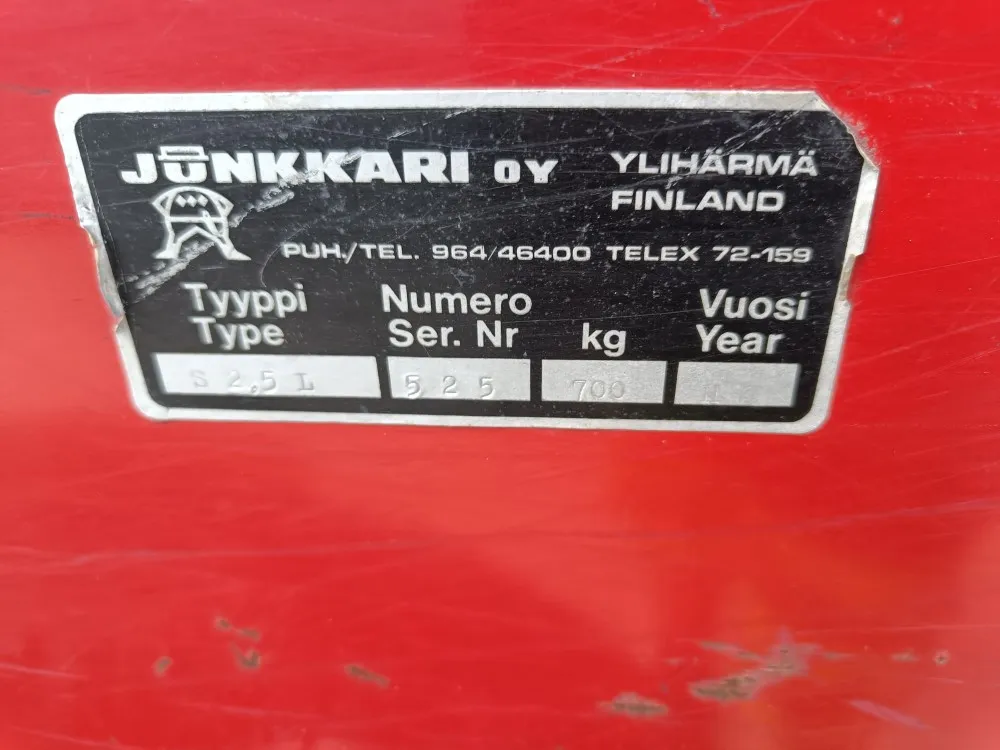 JUNKKARI OY YLIHÄRMÄ
FINLAND
PUH./TEL. 964/46400 TELEX 72-159
Tyyppi Numero Vuosi
Type Ser. Nr kg Year
S 2,5 L 525 700